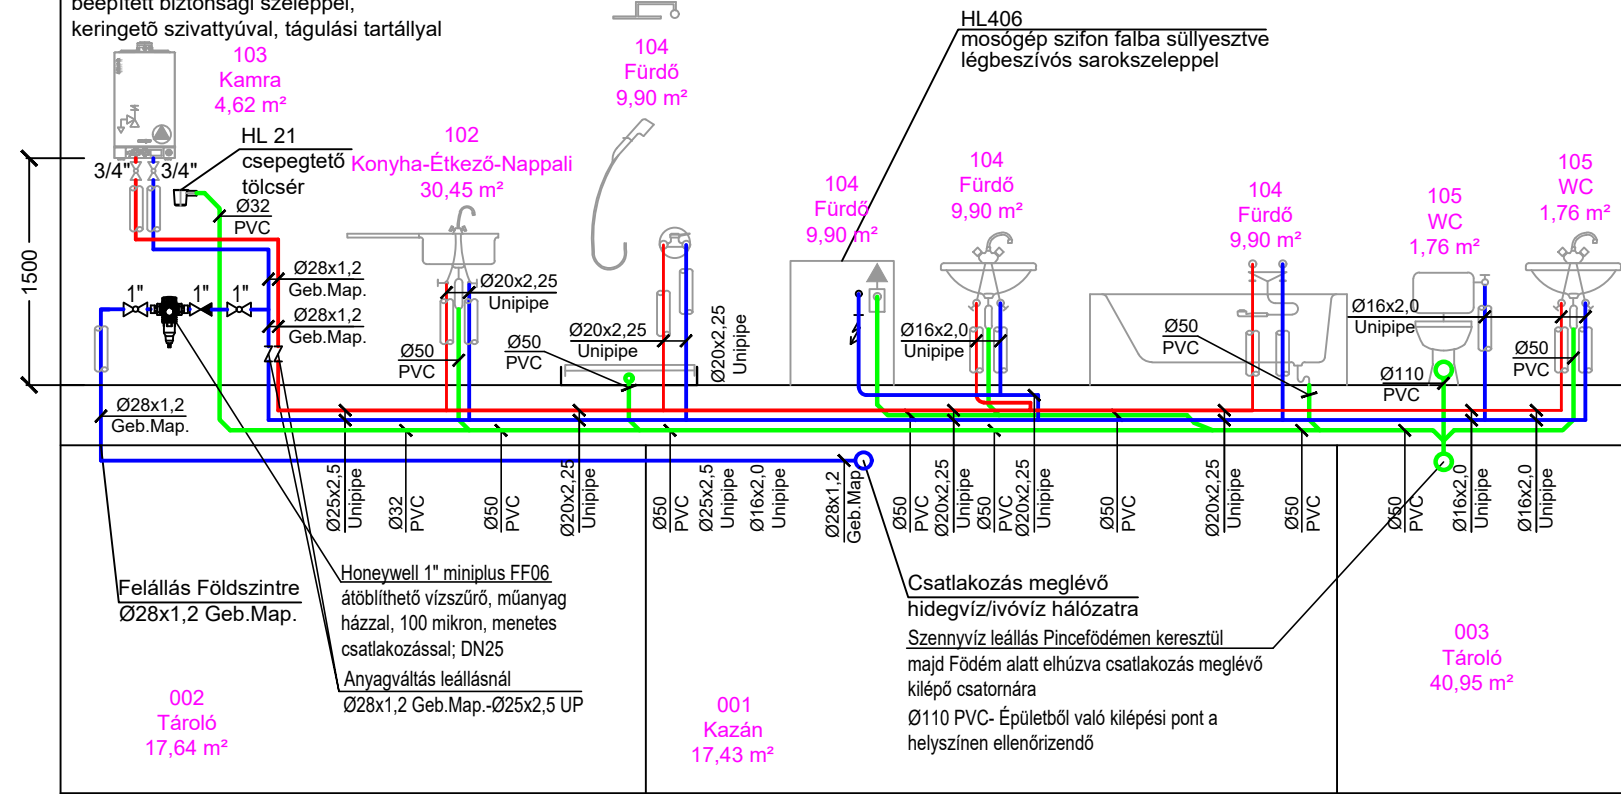 beépített biztonsági szeleppel,
keringető szivattyúval, tágulási tartállyal
103
Kamra
4,62 m²
104
Fürdő
9,90 m²
HL406
mosógép szifon falba süllyesztve
légbeszívós sarokszeleppel
HL 21
csepegtető
tölcsér
3/4"
3/4"
102
Konyha-Étkező-Nappali
30,45 m²
104
Fürdő
9,90 m²
104
Fürdő
9,90 m²
104
Fürdő
9,90 m²
105
WC
1,76 m²
105
WC
1,76 m²
1500
Ø32
PVC
Ø28x1,2
Geb.Map.
Ø28x1,2
Geb.Map.
1"
1"
1"
Ø20x2,25
Unipipe
Ø50
PVC
Ø50
PVC
Ø20x2,25
Unipipe
Ø20x2,25
Unipipe
Ø16x2,0
Unipipe
Ø50
PVC
Ø16x2,0
Unipipe
Ø110
PVC
Ø50
PVC
Ø28x1,2
Geb.Map.
Ø25x2,5
Unipipe
Ø32
PVC
Ø50
PVC
Ø20x2,25
Unipipe
Ø50
PVC
Ø25x2,5
Unipipe
Ø16x2,0
Unipipe
Ø28x1,2
Geb.Map.
Ø50
PVC
Ø20x2,25
Unipipe
Ø50
PVC
Ø20x2,25
Unipipe
Ø50
PVC
Ø20x2,25
Unipipe
Ø50
PVC
Ø50
PVC
Ø16x2,0
Unipipe
Ø16x2,0
Unipipe
Felállás Földszintre
Ø28x1,2 Geb.Map.
Honeywell 1" miniplus FF06
átöblíthető vízszűrő, műanyag
házzal, 100 mikron, menetes
csatlakozással; DN25
Anyagváltás leállásnál
Ø28x1,2 Geb.Map.-Ø25x2,5 UP
Csatlakozás meglévő
hidegvíz/ivóvíz hálózatra
Szennyvíz leállás Pincefödémen keresztül
majd Födém alatt elhúzva csatlakozás meglévő
kilépő csatornára
Ø110 PVC- Épületből való kilépési pont a
helyszínen ellenőrizendő
002
Tároló
17,64 m²
001
Kazán
17,43 m²
003
Tároló
40,95 m²